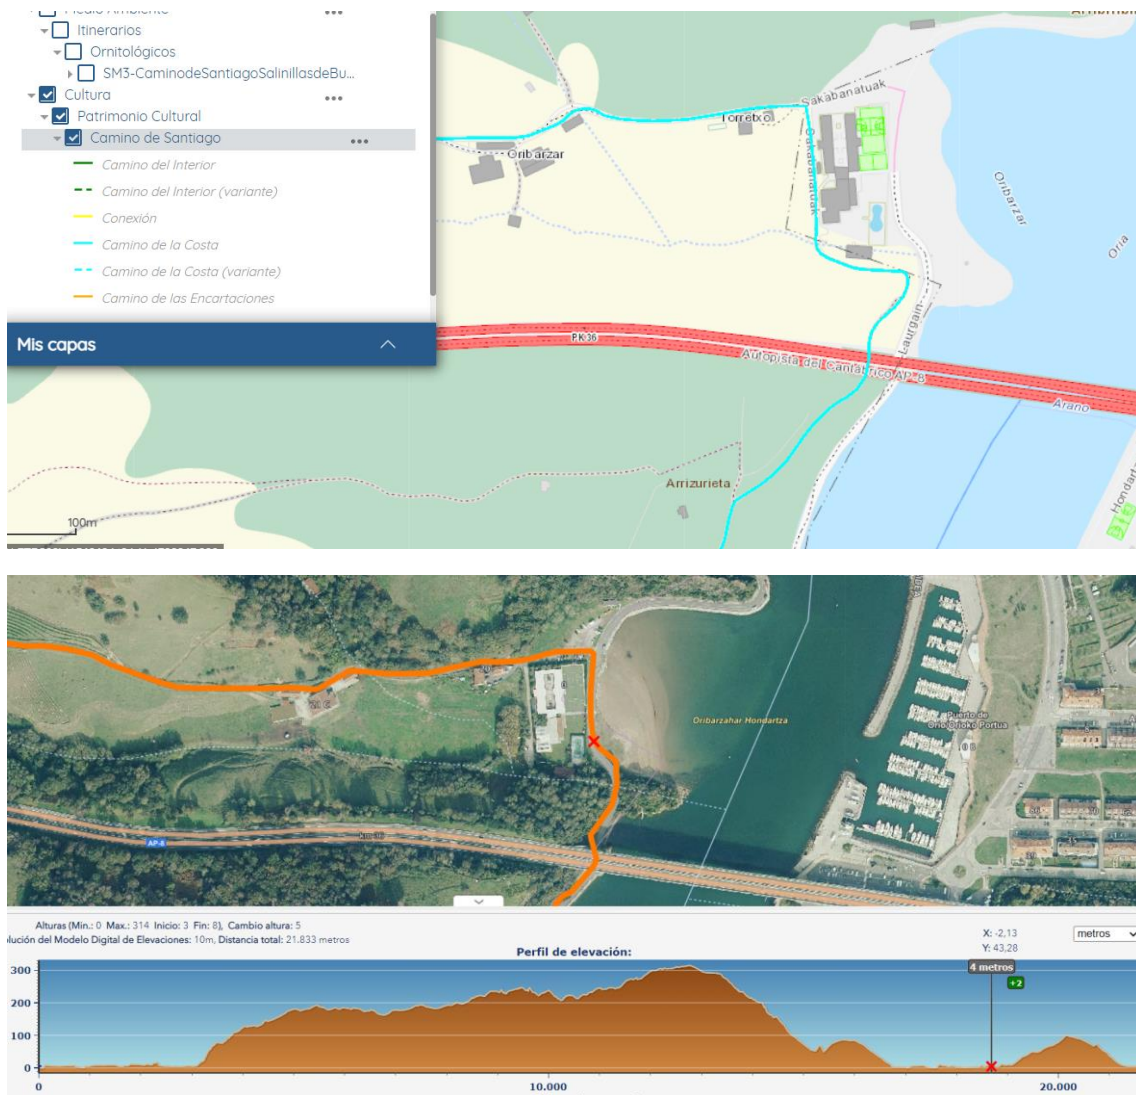 Medio Ambiente
Itinerarios
Ornitológicos
SM3-CaminodeSantiagoSalinillasdeBu...
Cultura
Patrimonio Cultural
Camino de Santiago
Camino del Interior
Camino del Interior (variante)
Conexión
Camino de la Costa
Camino de la Costa (variante)
Camino de las Encartaciones
Mis capas
Sakabanatuak
Torretxo
Oribarzar
Sakabanatuak
Oribarzar
Oria
PK36
Autopista del Cantábrico AP-8
Laurgain
Arano
Arrizurieta
100m
Oribarzahar Hondartza
Puerto de
Orio/Orioko Portua
AP-8
Alturas (Min.: 0 Max.: 314 Inicio: 3 Fin: 8), Cambio altura: 5
lución del Modelo Digital de Elevaciones: 10m, Distancia total: 21.833 metros
X: -2,13
Y: 43,28
metros
Perfil de elevación:
4 metros
+2
300
200
100
0
0
10.000
20.000